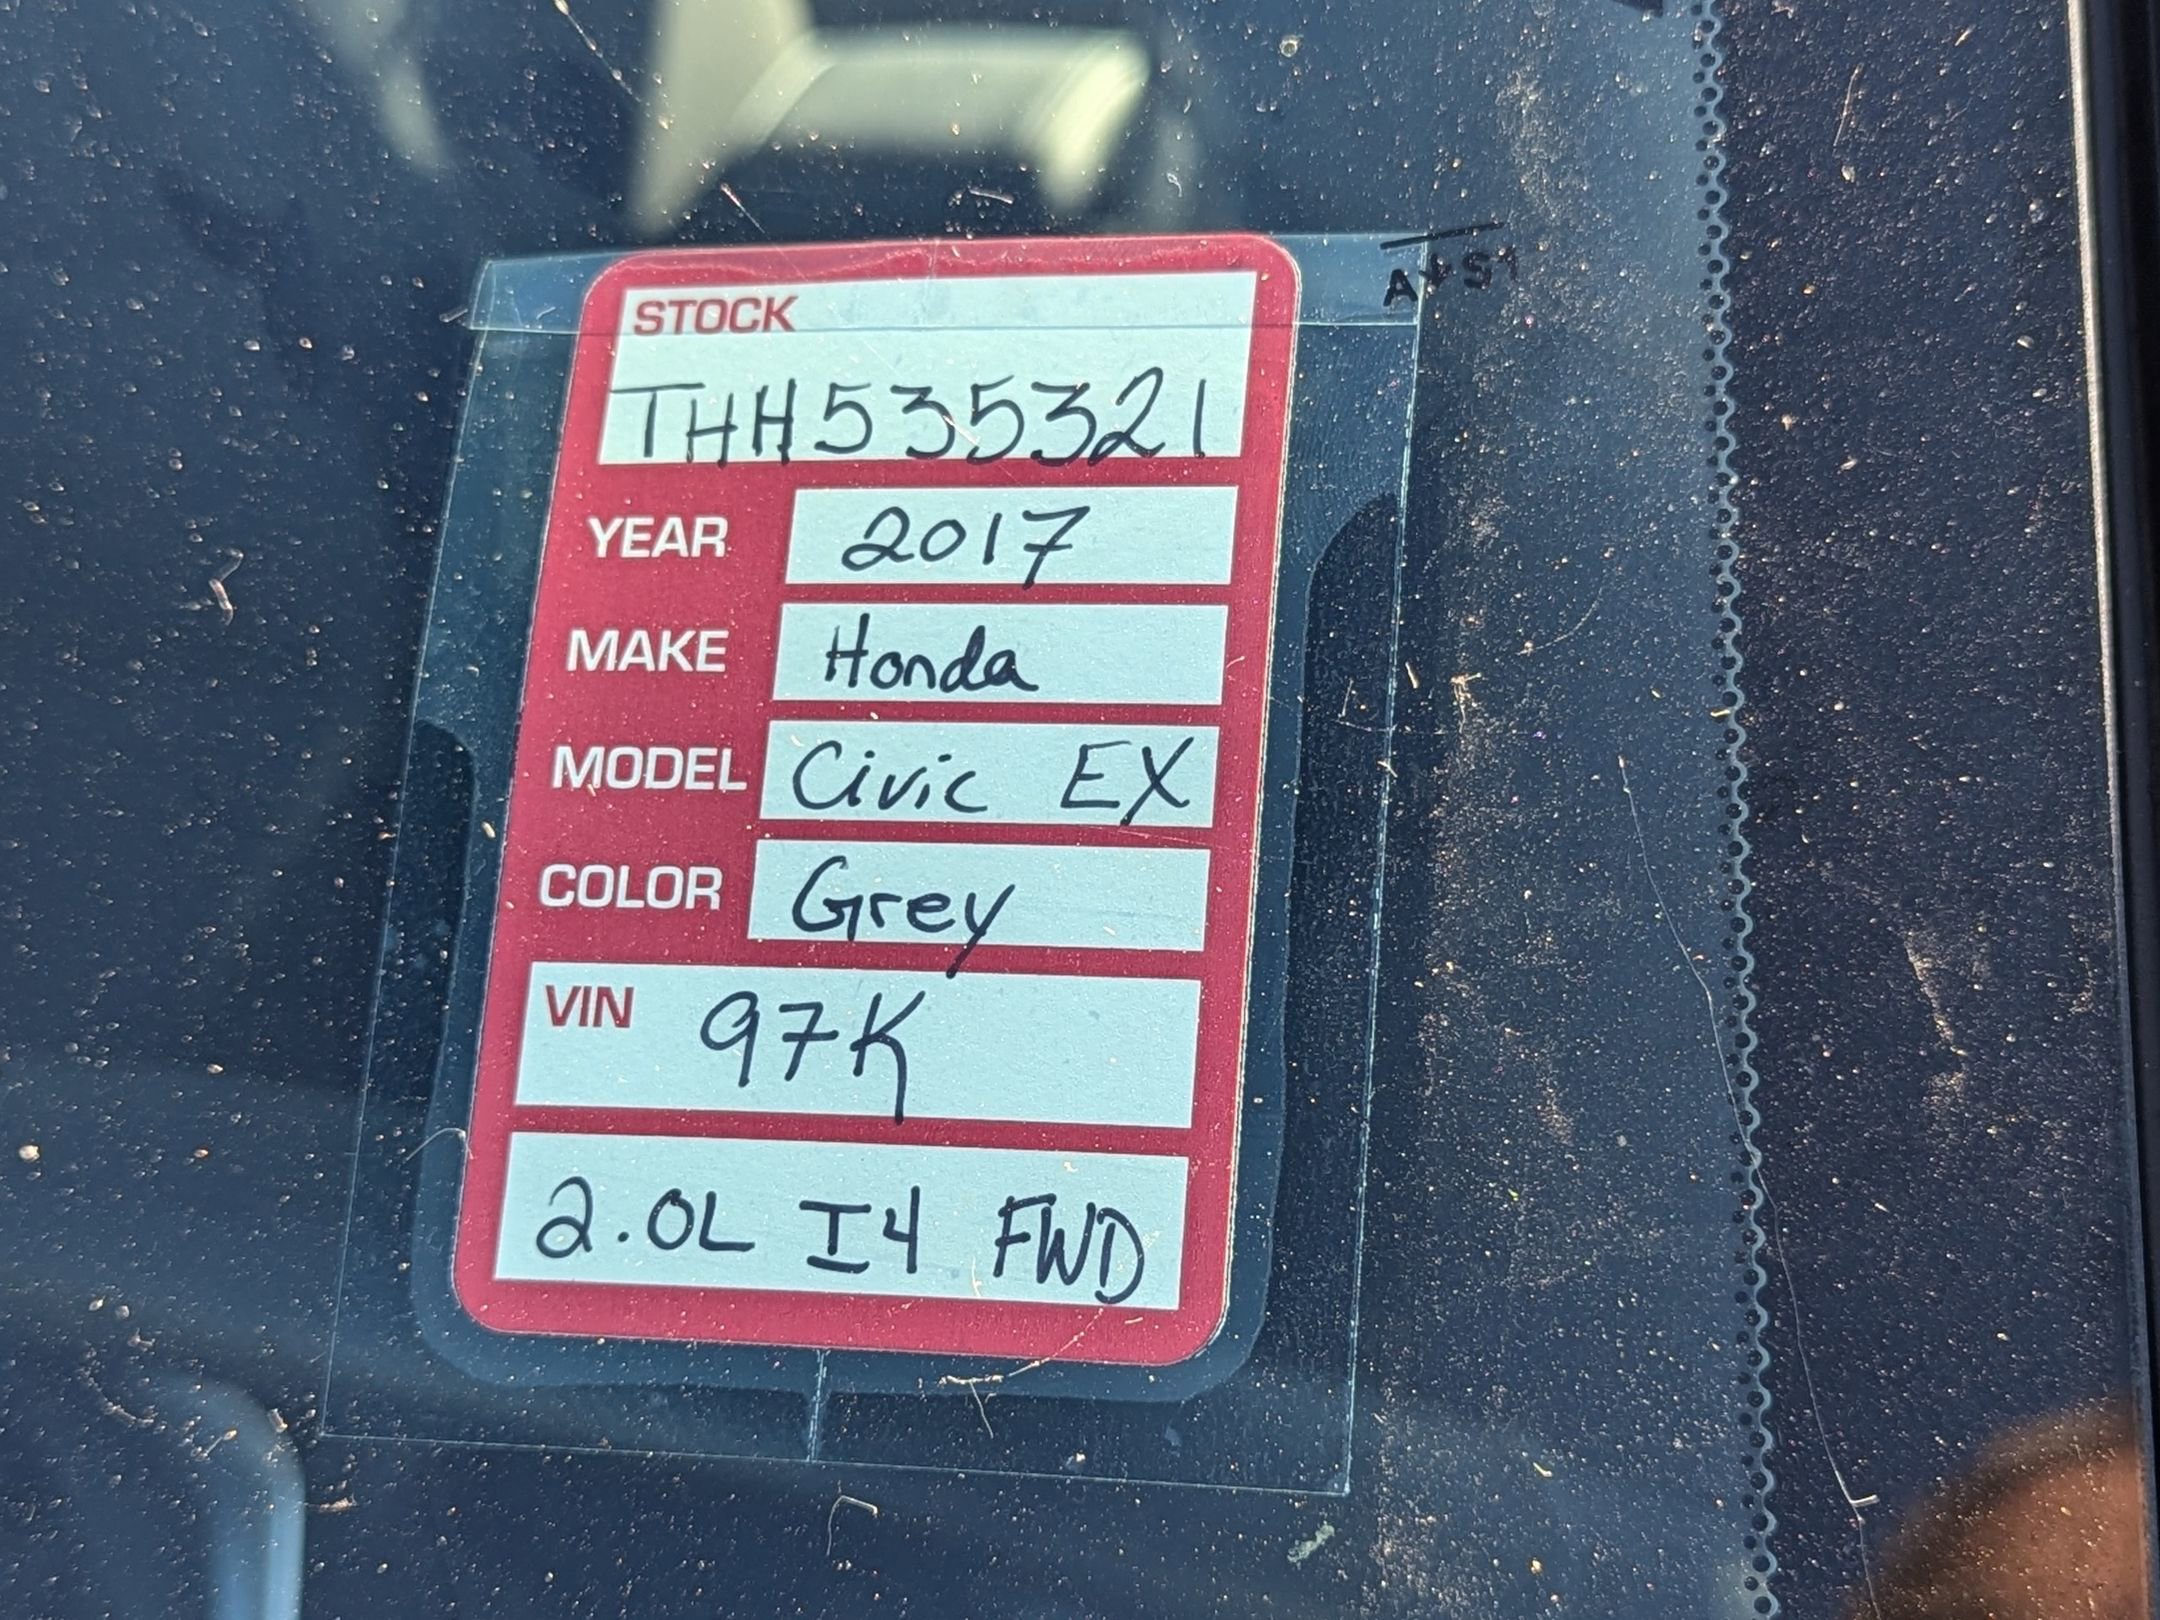 STOCK
THH535321
YEAR 2017
MAKE Honda
MODEL Civic EX
COLOR Grey
VIN 97K
2.0L I4 FWD